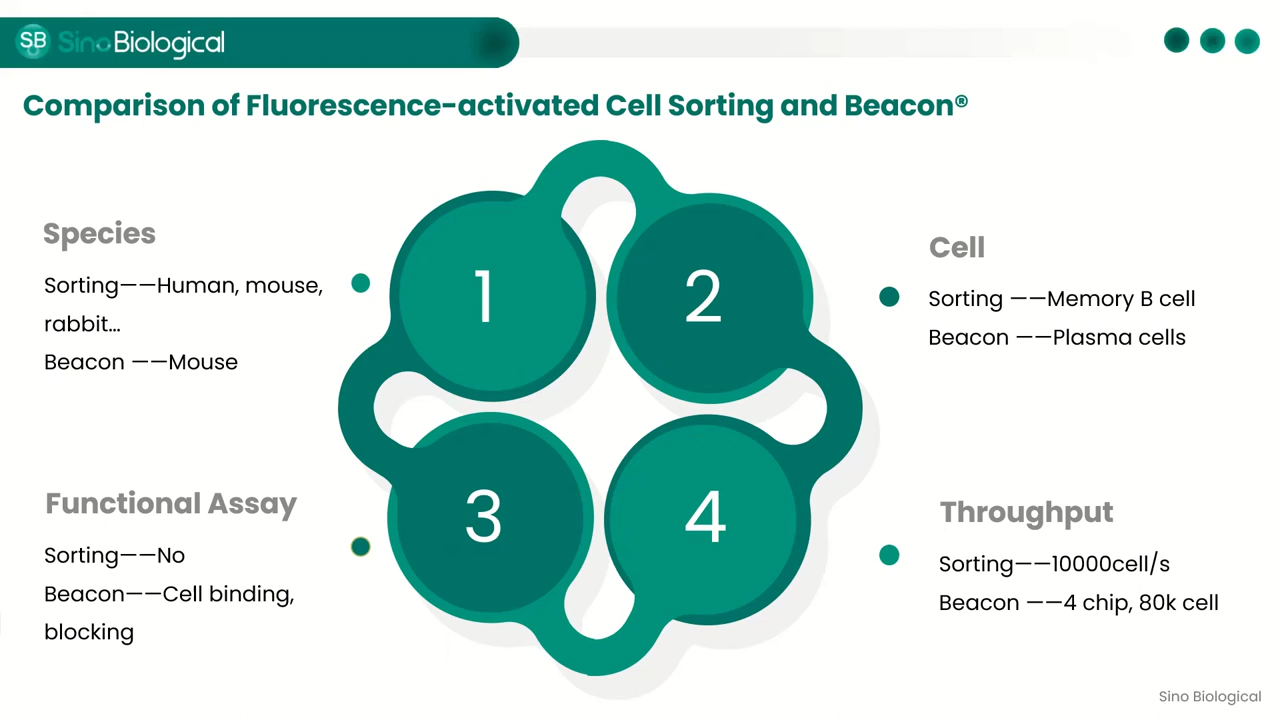 SB SinoBiological
Comparison of Fluorescence-activated Cell Sorting and Beacon®
Species
Sorting——Human, mouse,
rabbit…
Beacon ——Mouse
1
2
Cell
Sorting ——Memory B cell
Beacon ——Plasma cells
Functional Assay
Sorting——No
Beacon——Cell binding,
blocking
3
4
Throughput
Sorting——10000cell/s
Beacon ——4 chip, 80k cell
Sino Biological